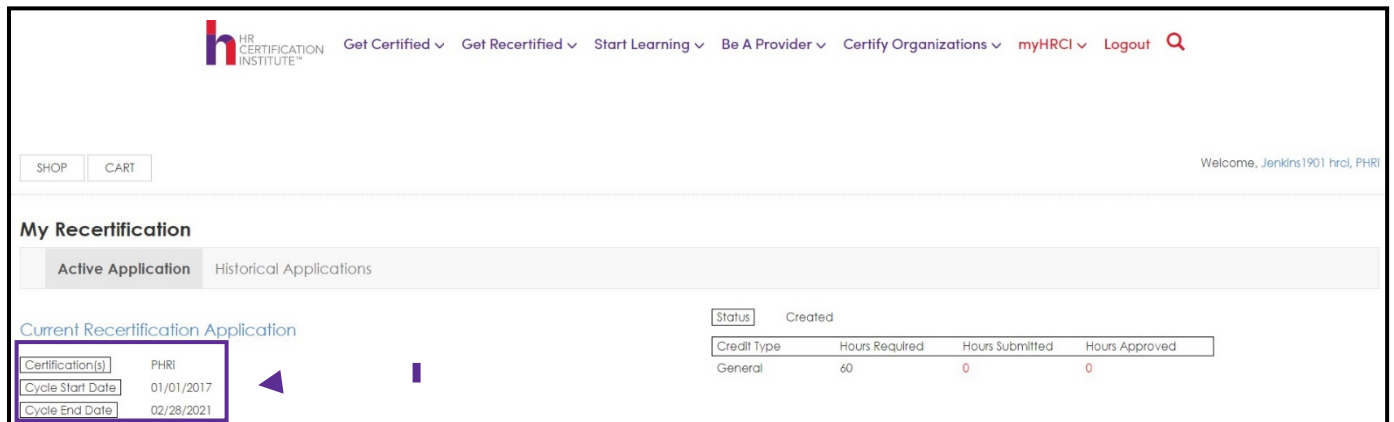 HR
CERTIFICATION
INSTITUTE™
Get Certified Get Recertified Start Learning Be A Provider Certify Organizations myHRCI Logout
SHOP CART
Welcome, Jenkins1901 hrci, PHRi
My Recertification
Active Application Historical Applications
Current Recertification Application
Certification(s) PHRi
Cycle Start Date 01/01/2017
Cycle End Date 02/28/2021
Status Created
Credit Type Hours Required Hours Submitted Hours Approved
General 60 0 0